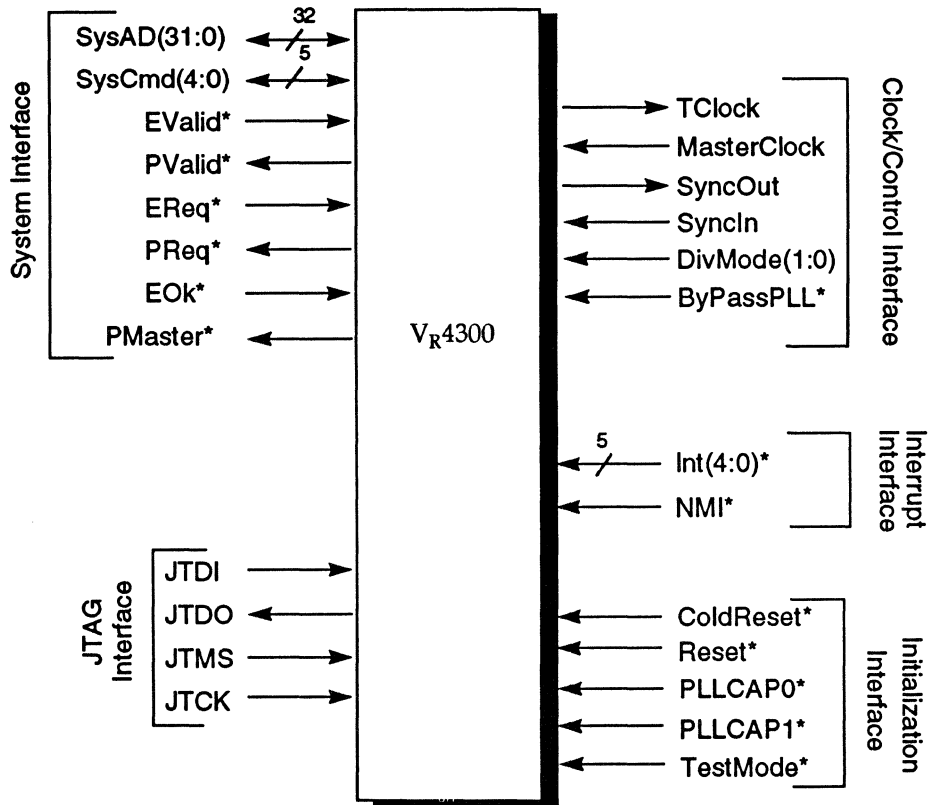 System Interface
32
SysAD(31:0)
5
SysCmd(4:0)
EValid*
PValid*
EReq*
PReq*
EOk*
PMaster*
JTAG
Interface
JTDI
JTDO
JTMS
JTCK
VR4300
TClock
MasterClock
SyncOut
SyncIn
DivMode(1:0)
ByPassPLL*
Clock/Control Interface
5
Int(4:0)*
NMI*
Interrupt
Interface
ColdReset*
Reset*
PLLCAP0*
PLLCAP1*
TestMode*
Initialization
Interface